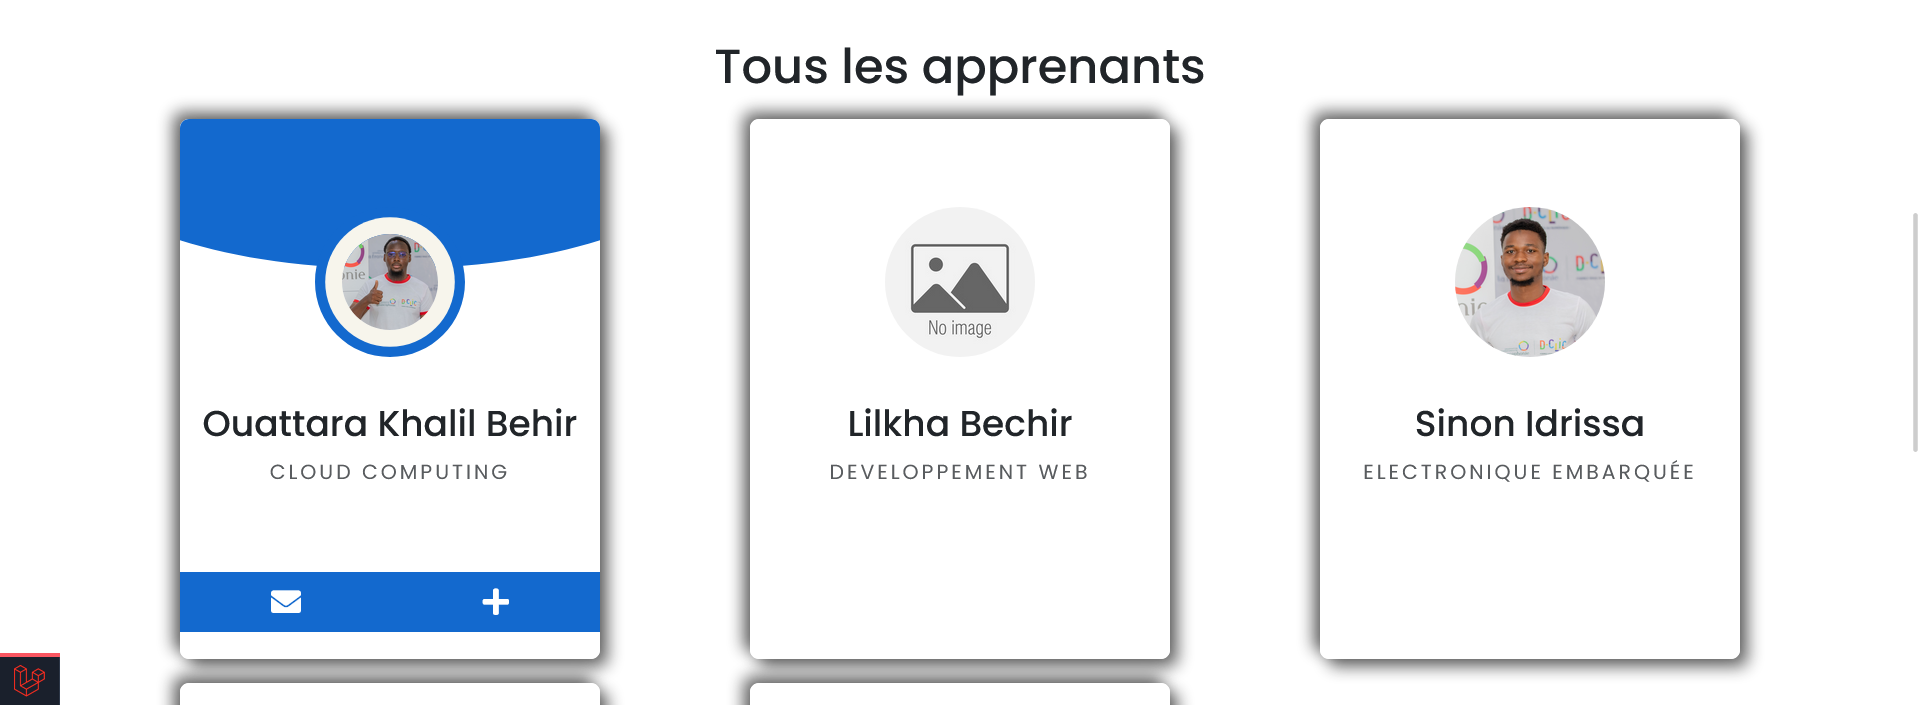 Tous les apprenants
Ouattara Khalil Behir
CLOUD COMPUTING
No image
Lilkha Bechir
DEVELOPPEMENT WEB
Sinon Idrissa
ELECTRONIQUE EMBARQUÉE